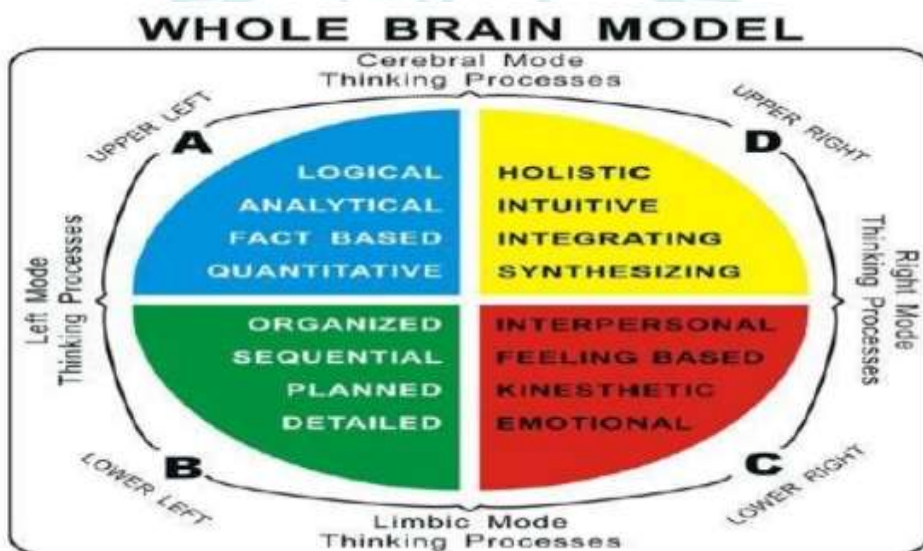 WHOLE BRAIN MODEL
Cerebral Mode
Thinking Processes
UPPER LEFT
A
UPPER RIGHT
D
LOGICAL
ANALYTICAL
FACT BASED
QUANTITATIVE
HOLISTIC
INTUITIVE
INTEGRATING
SYNTHESIZING
Left Mode
Thinking Processes
Right Mode
Thinking Processes
ORGANIZED
SEQUENTIAL
PLANNED
DETAILED
INTERPERSONAL
FEELING BASED
KINESTHETIC
EMOTIONAL
B
LOWER LEFT
C
LOWER RIGHT
Limbic Mode
Thinking Processes